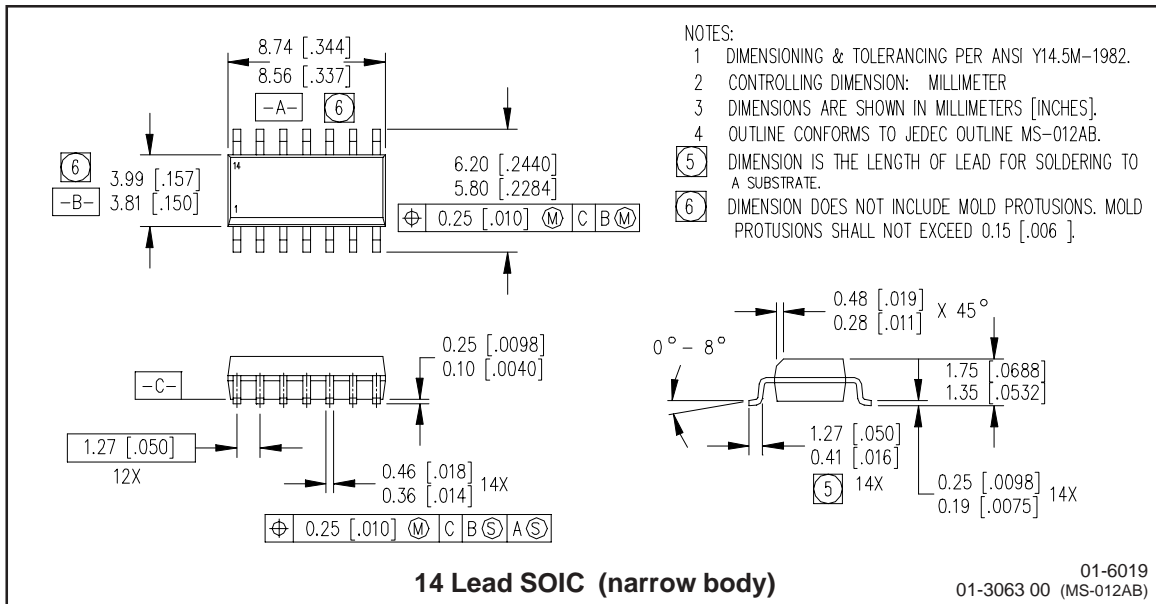 8.74 [.344]
8.56 [.337]
-A- 6
6
3.99 [.157]
3.81 [.150]
-B-
14
1
6.20 [.2440]
5.80 [.2284]
⌖ 0.25 [.010] Ⓜ C B Ⓜ
NOTES:
1 DIMENSIONING & TOLERANCING PER ANSI Y14.5M-1982.
2 CONTROLLING DIMENSION: MILLIMETER
3 DIMENSIONS ARE SHOWN IN MILLIMETERS [INCHES].
4 OUTLINE CONFORMS TO JEDEC OUTLINE MS-012AB.
5 DIMENSION IS THE LENGTH OF LEAD FOR SOLDERING TO
A SUBSTRATE.
6 DIMENSION DOES NOT INCLUDE MOLD PROTUSIONS. MOLD
PROTUSIONS SHALL NOT EXCEED 0.15 [.006 ].
-C-
0.25 [.0098]
0.10 [.0040]
1.27 [.050]
12X
0.46 [.018]
0.36 [.014] 14X
⌖ 0.25 [.010] Ⓜ C B Ⓢ A Ⓢ
0.48 [.019]
0.28 [.011] X 45°
0° - 8°
1.75 [.0688]
1.35 [.0532]
1.27 [.050]
0.41 [.016]
5 14X
0.25 [.0098]
0.19 [.0075] 14X
14 Lead SOIC (narrow body)
01-6019
01-3063 00 (MS-012AB)